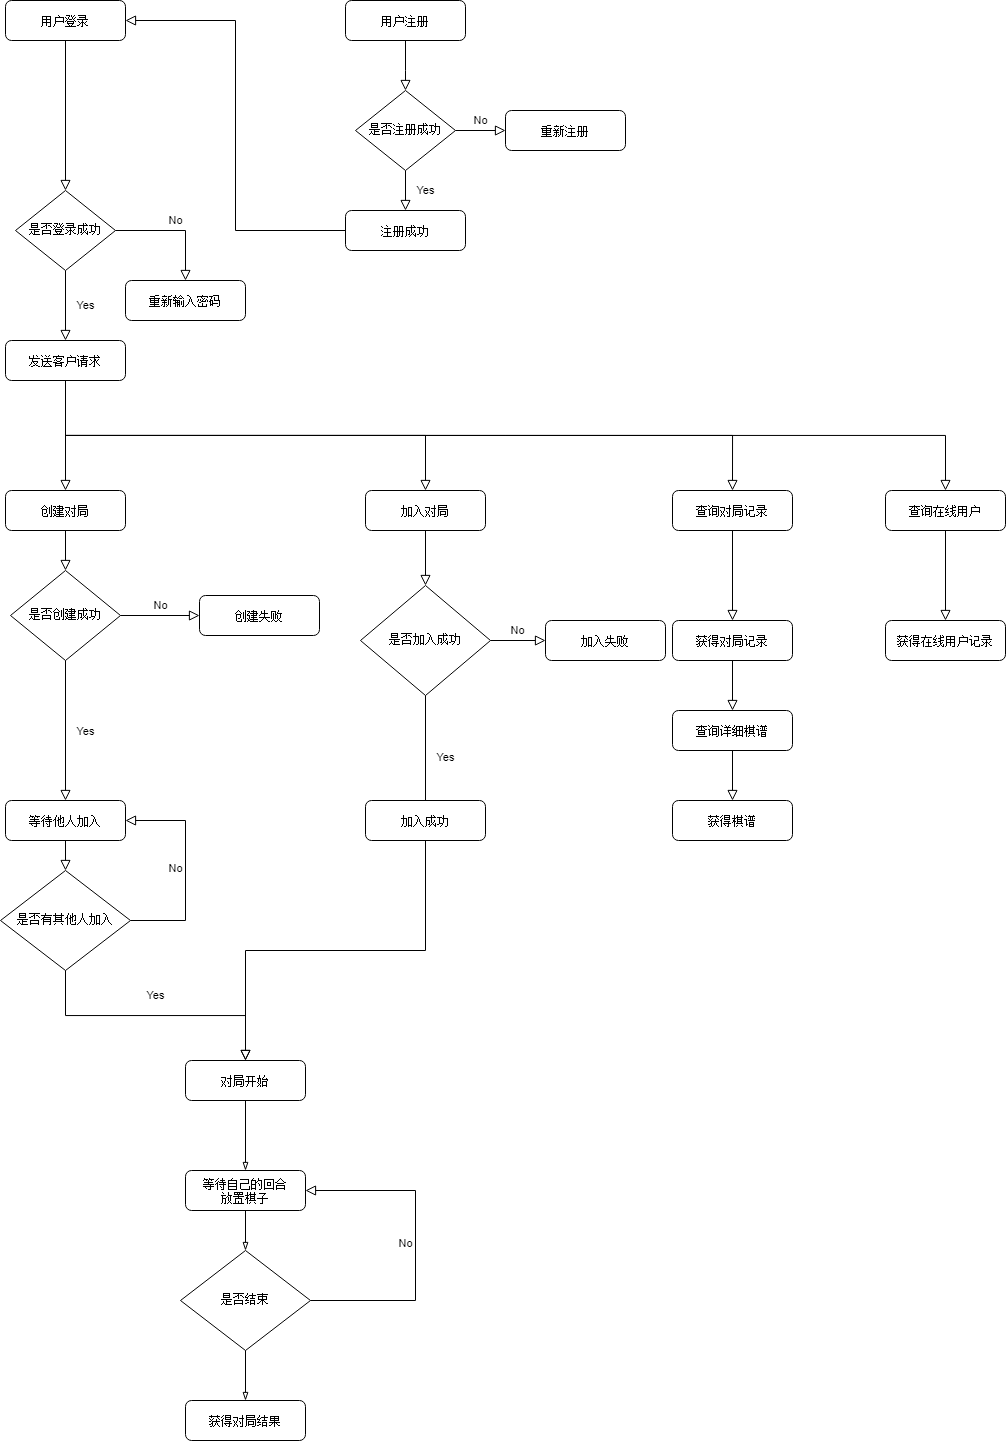 用户登录
用户注册
是否注册成功
No
重新注册
Yes
注册成功
是否登录成功
No
重新输入密码
Yes
发送客户请求
创建对局
加入对局
查询对局记录
查询在线用户
是否创建成功
No
创建失败
是否加入成功
No
加入失败
获得对局记录
获得在线用户记录
查询详细棋谱
Yes
Yes
等待他人加入
加入成功
获得棋谱
No
是否有其他人加入
Yes
对局开始
等待自己的回合
放置棋子
No
是否结束
获得对局结果